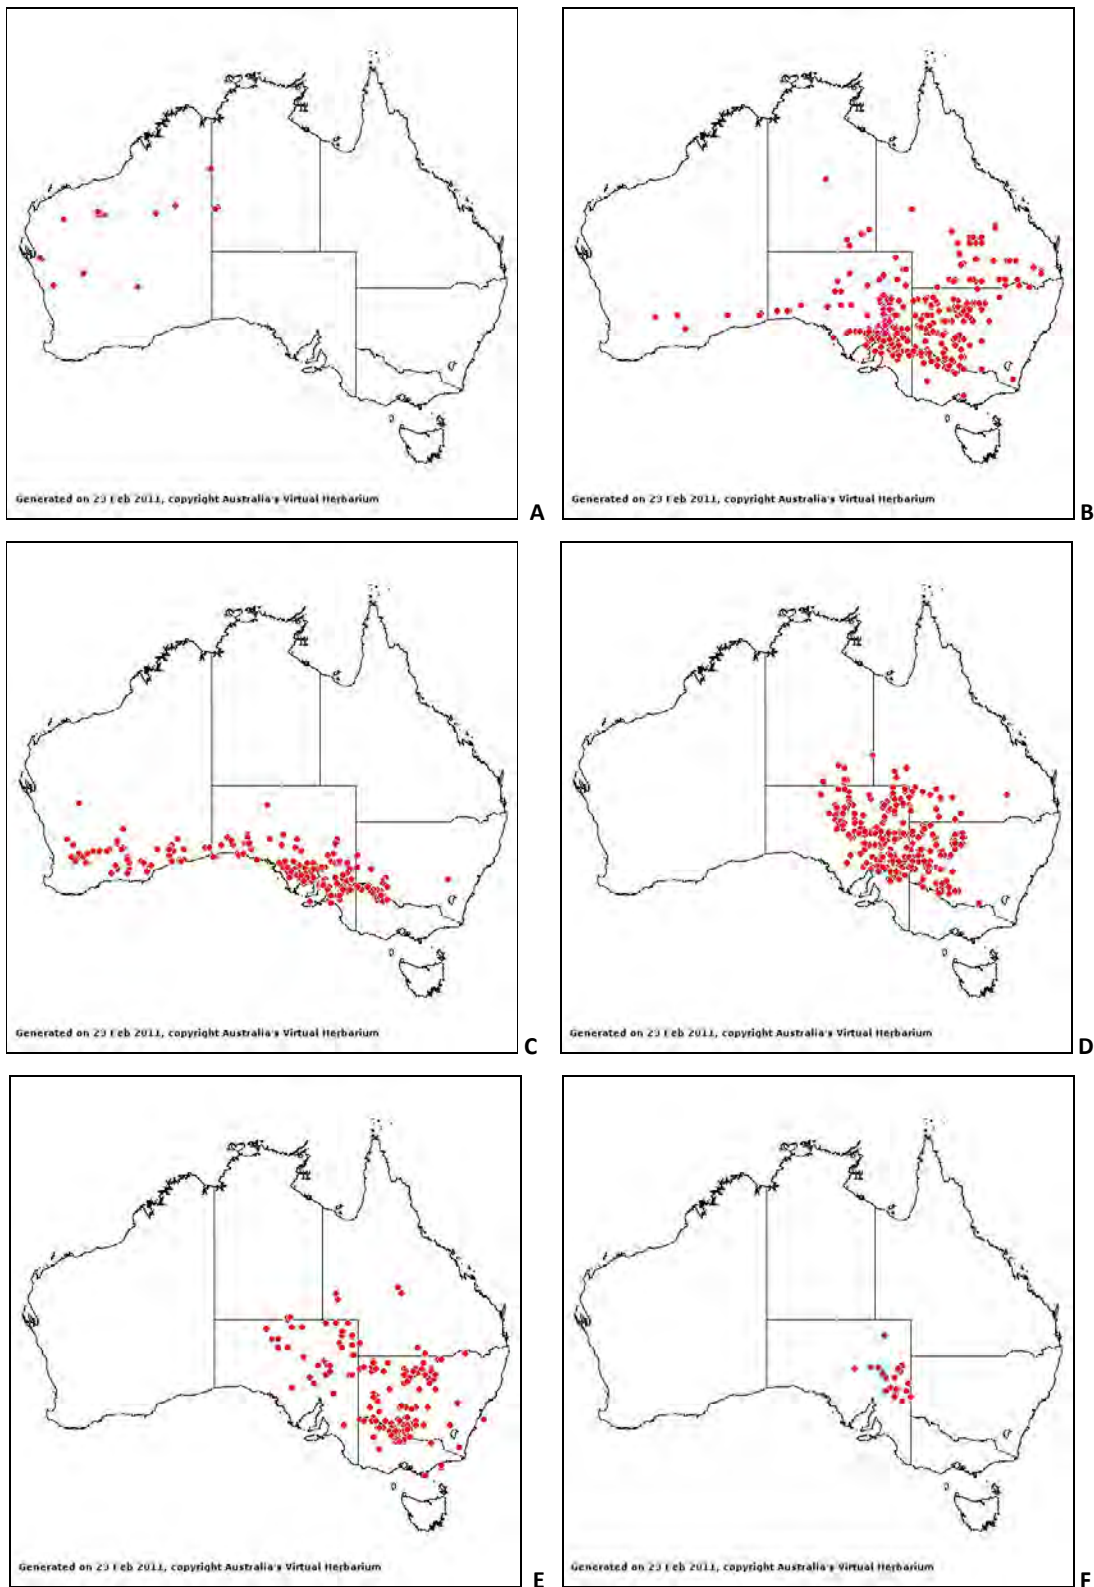 Generated on 23 Feb 2011, copyright Australia's Virtual Herbarium
A
Generated on 23 Feb 2011, copyright Australia's Virtual Herbarium
B
Generated on 23 Feb 2011, copyright Australia's Virtual Herbarium
C
Generated on 23 Feb 2011, copyright Australia's Virtual Herbarium
D
Generated on 23 Feb 2011, copyright Australia's Virtual Herbarium
E
Generated on 23 Feb 2011, copyright Australia's Virtual Herbarium
F